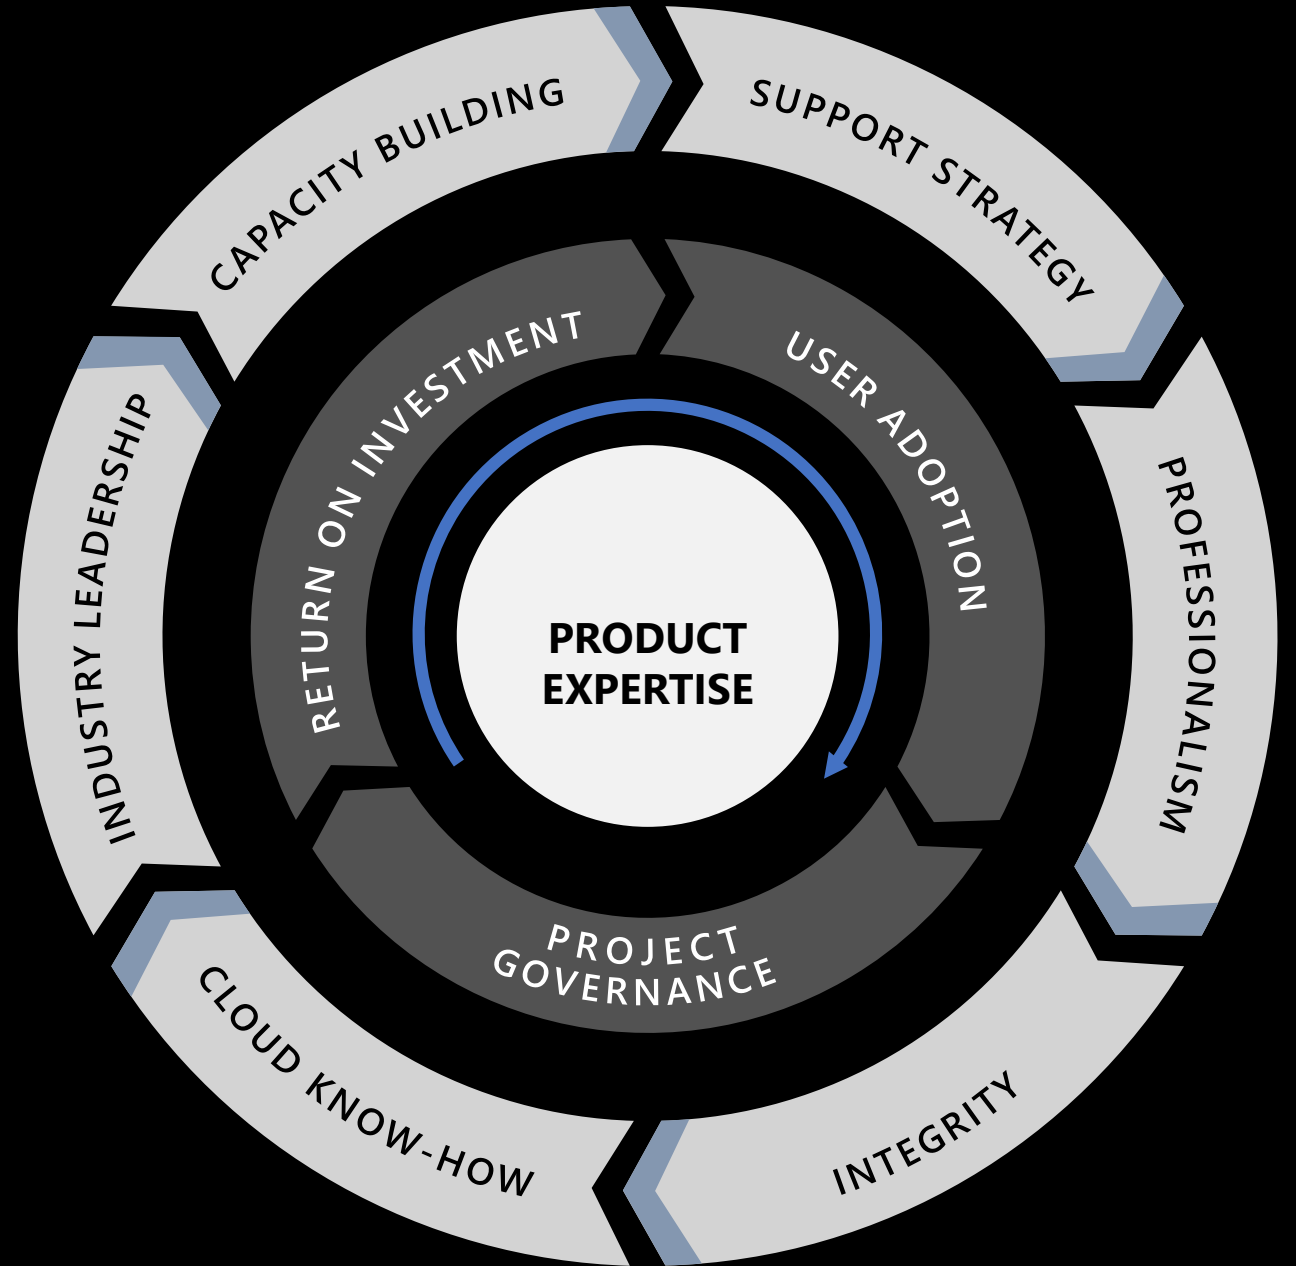 CAPACITY BUILDING
SUPPORT STRATEGY
PROFESSIONALISM
INTEGRITY
CLOUD KNOW-HOW
INDUSTRY LEADERSHIP
RETURN ON INVESTMENT
USER ADOPTION
PROJECT
GOVERNANCE
PRODUCT
EXPERTISE